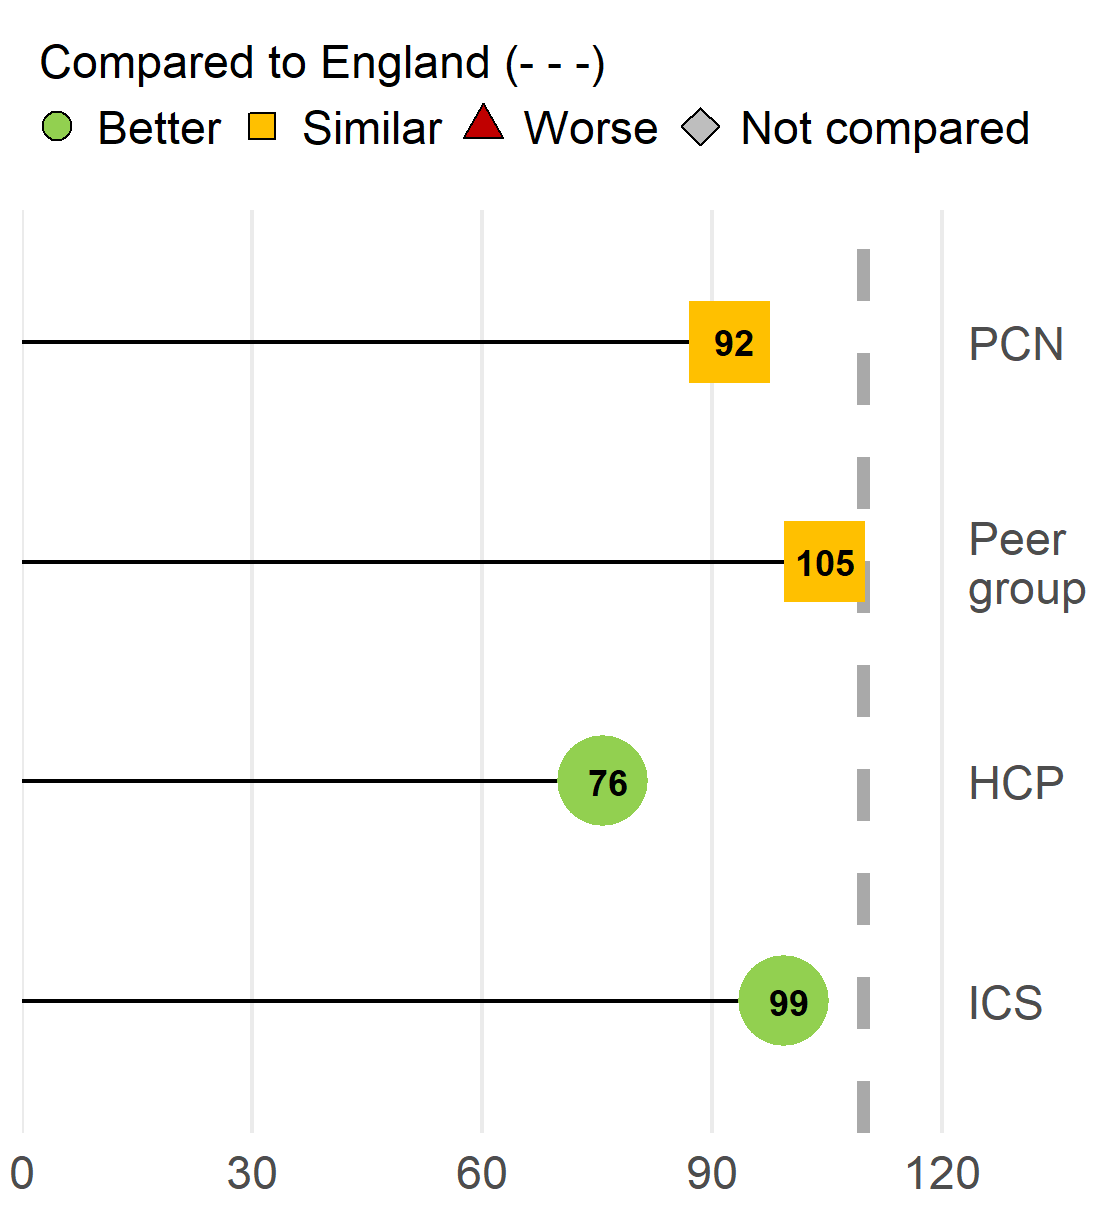 Compared to England (- - -)
Better Similar Worse Not compared
92 PCN
105 Peer
group
76 HCP
99 ICS
0 30 60 90 120